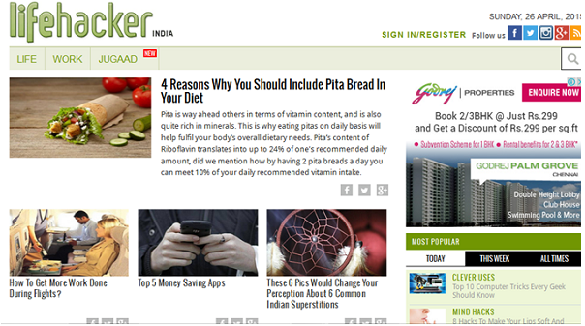 lifehacker INDIA
SUNDAY, 26 APRIL, 201
SIGN IN/REGISTER Follow us
LIFE WORK JUGAAD NEW
4 Reasons Why You Should Include Pita Bread In
Your Diet
Pita is way ahead others in terms of vitamin content, and is also
quite rich in minerals. This is why eating pitas on daily basis will
help fulfil your body's overall dietary needs. Pita's content of
Riboflavin translates into up to 24% of one's recommended daily
amount, did we mention how by having 2 pita breads a day you
can meet 10% of your daily recommended vitamin intake.
Godrej PROPERTIES ENQUIRE NOW
Book 2/3BHK @ Just Rs.299
and Get a Discount of Rs.299 per sq.ft
• Subvention Scheme for 1 BHK • Rental benefits for 2 & 3 BHK*
GODREJ PALM GROVE
CHENNAI
Double Height Lobby
Club House
Swimming Pool & More
How To Get More Work Done
During Flights?
Top 5 Money Saving Apps
These 6 Pics Would Change Your
Perception About 6 Common
Indian Superstitions
MOST POPULAR
TODAY THIS WEEK ALL TIMES
CLEVER USES
Top 10 Computer Tricks Every Geek
Should Know
MIND HACKS
8 Hacks To Make Your Lips Soft And